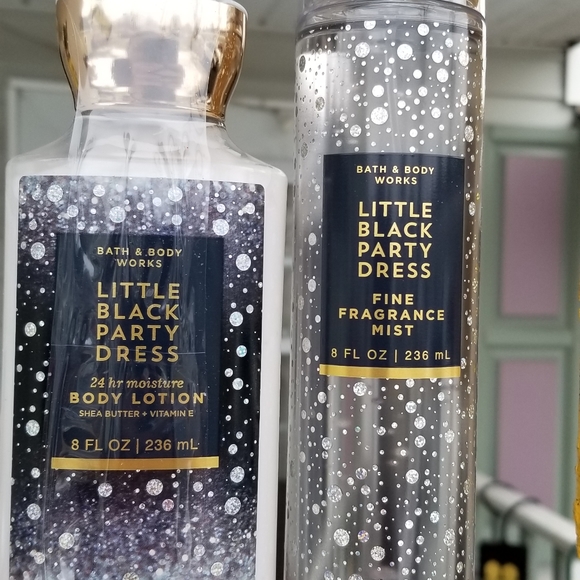 BATH & BODY
WORKS
LITTLE
BLACK
PARTY
DRESS
24 hr moisture
BODY LOTION
SHEA BUTTER + VITAMIN E
8 FL OZ | 236 mL
BATH & BODY
WORKS
LITTLE
BLACK
PARTY
DRESS
FINE
FRAGRANCE
MIST
8 FL OZ | 236 mL